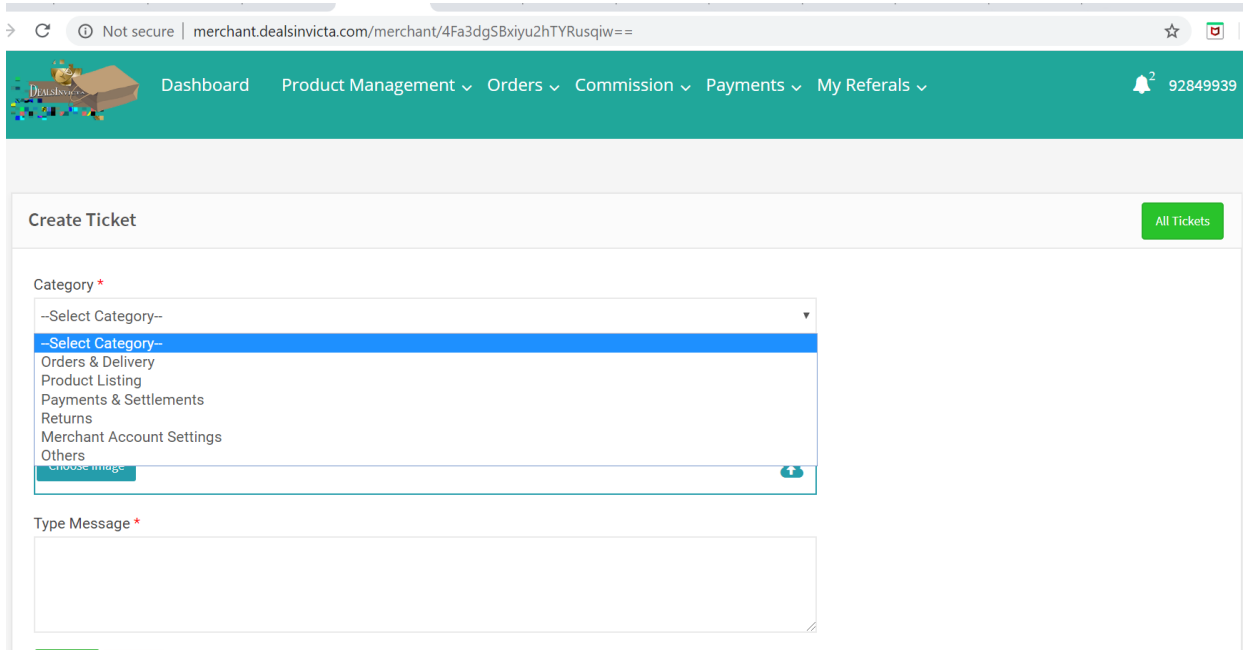 Not secure | merchant.dealsinvicta.com/merchant/4Fa3dgSBxiyu2hTYRusqiw==
Dashboard Product Management Orders Commission Payments My Referals 2 92849939
Create Ticket
All Tickets
Category *
--Select Category--
--Select Category--
Orders & Delivery
Product Listing
Payments & Settlements
Returns
Merchant Account Settings
Others
Choose Image
Type Message *